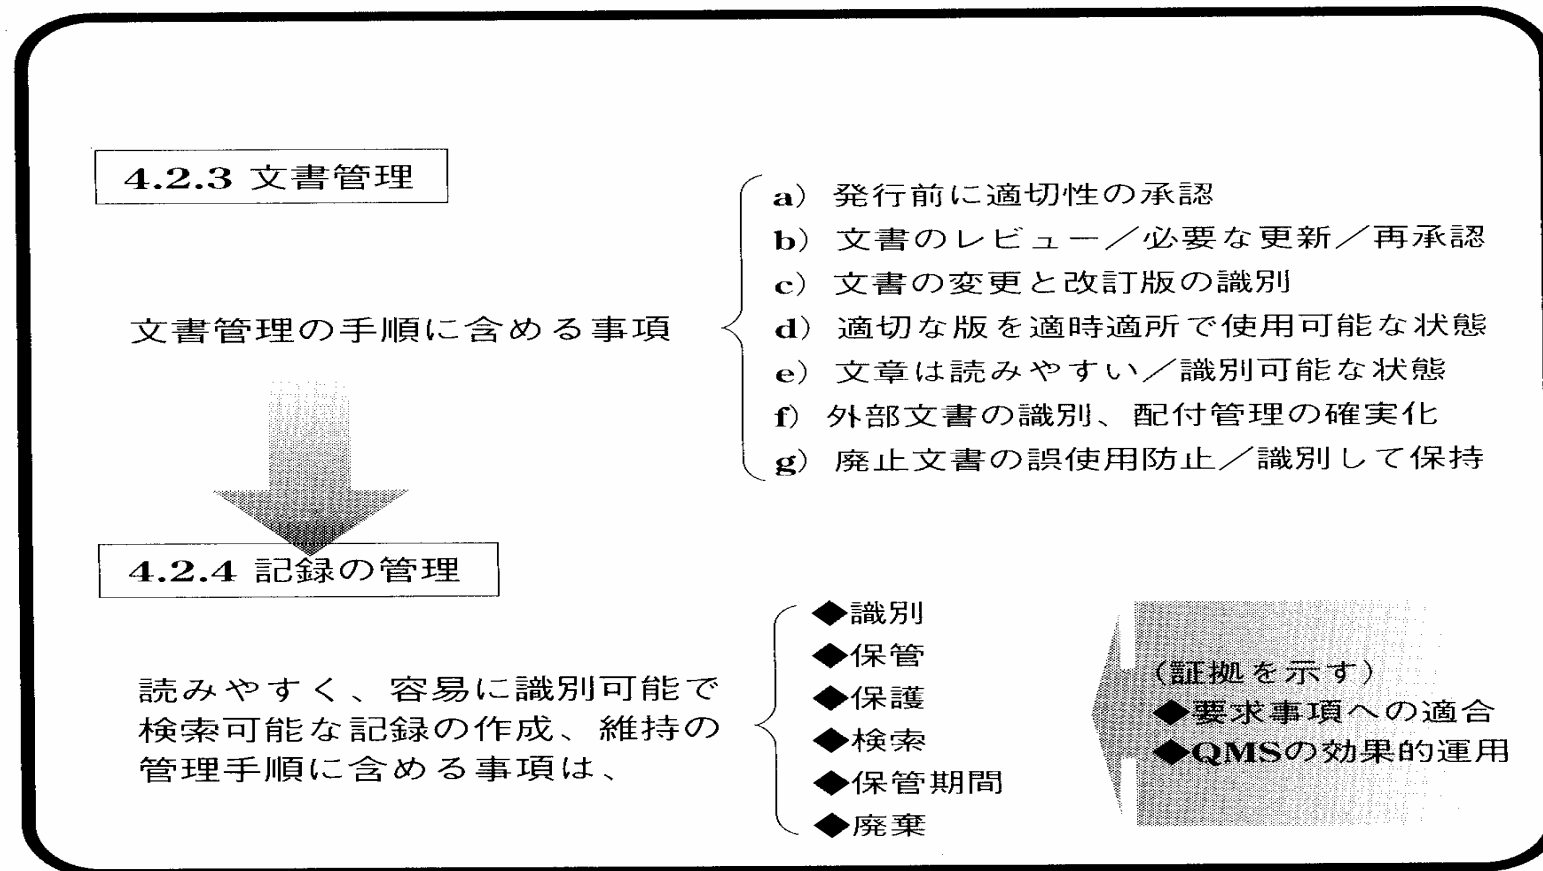 4.2.3 文書管理
文書管理の手順に含める事項
a) 発行前に適切性の承認
b) 文書のレビュー／必要な更新／再承認
c) 文書の変更と改訂版の識別
d) 適切な版を適時適所で使用可能な状態
e) 文章は読みやすい／識別可能な状態
f) 外部文書の識別、配付管理の確実化
g) 廃止文書の誤使用防止／識別して保持
4.2.4 記録の管理
読みやすく、容易に識別可能で
検索可能な記録の作成、維持の
管理手順に含める事項は、
◆識別
◆保管
◆保護
◆検索
◆保管期間
◆廃棄
(証拠を示す)
◆要求事項への適合
◆QMSの効果的運用